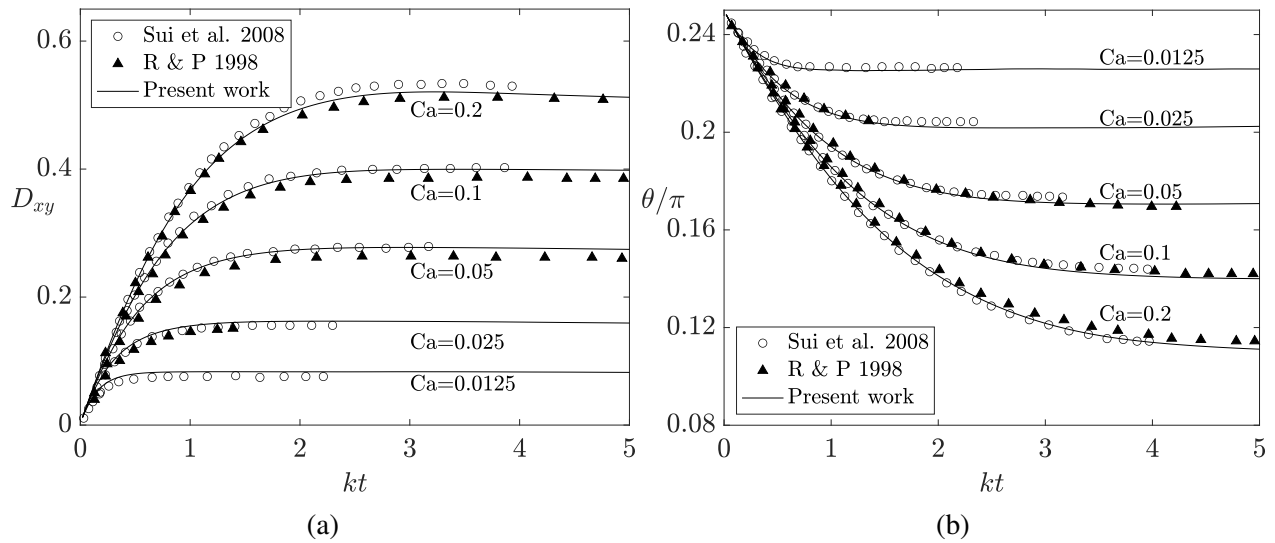 0.6
0.4
0.2
0
D_{xy}
Sui et al. 2008
R & P 1998
Present work
Ca=0.2
Ca=0.1
Ca=0.05
Ca=0.025
Ca=0.0125
0 1 2 3 4 5
kt
(a)
0.24
0.2
0.16
0.12
0.08
θ/π
Ca=0.0125
Ca=0.025
Ca=0.05
Ca=0.1
Ca=0.2
Sui et al. 2008
R & P 1998
Present work
0 1 2 3 4 5
kt
(b)